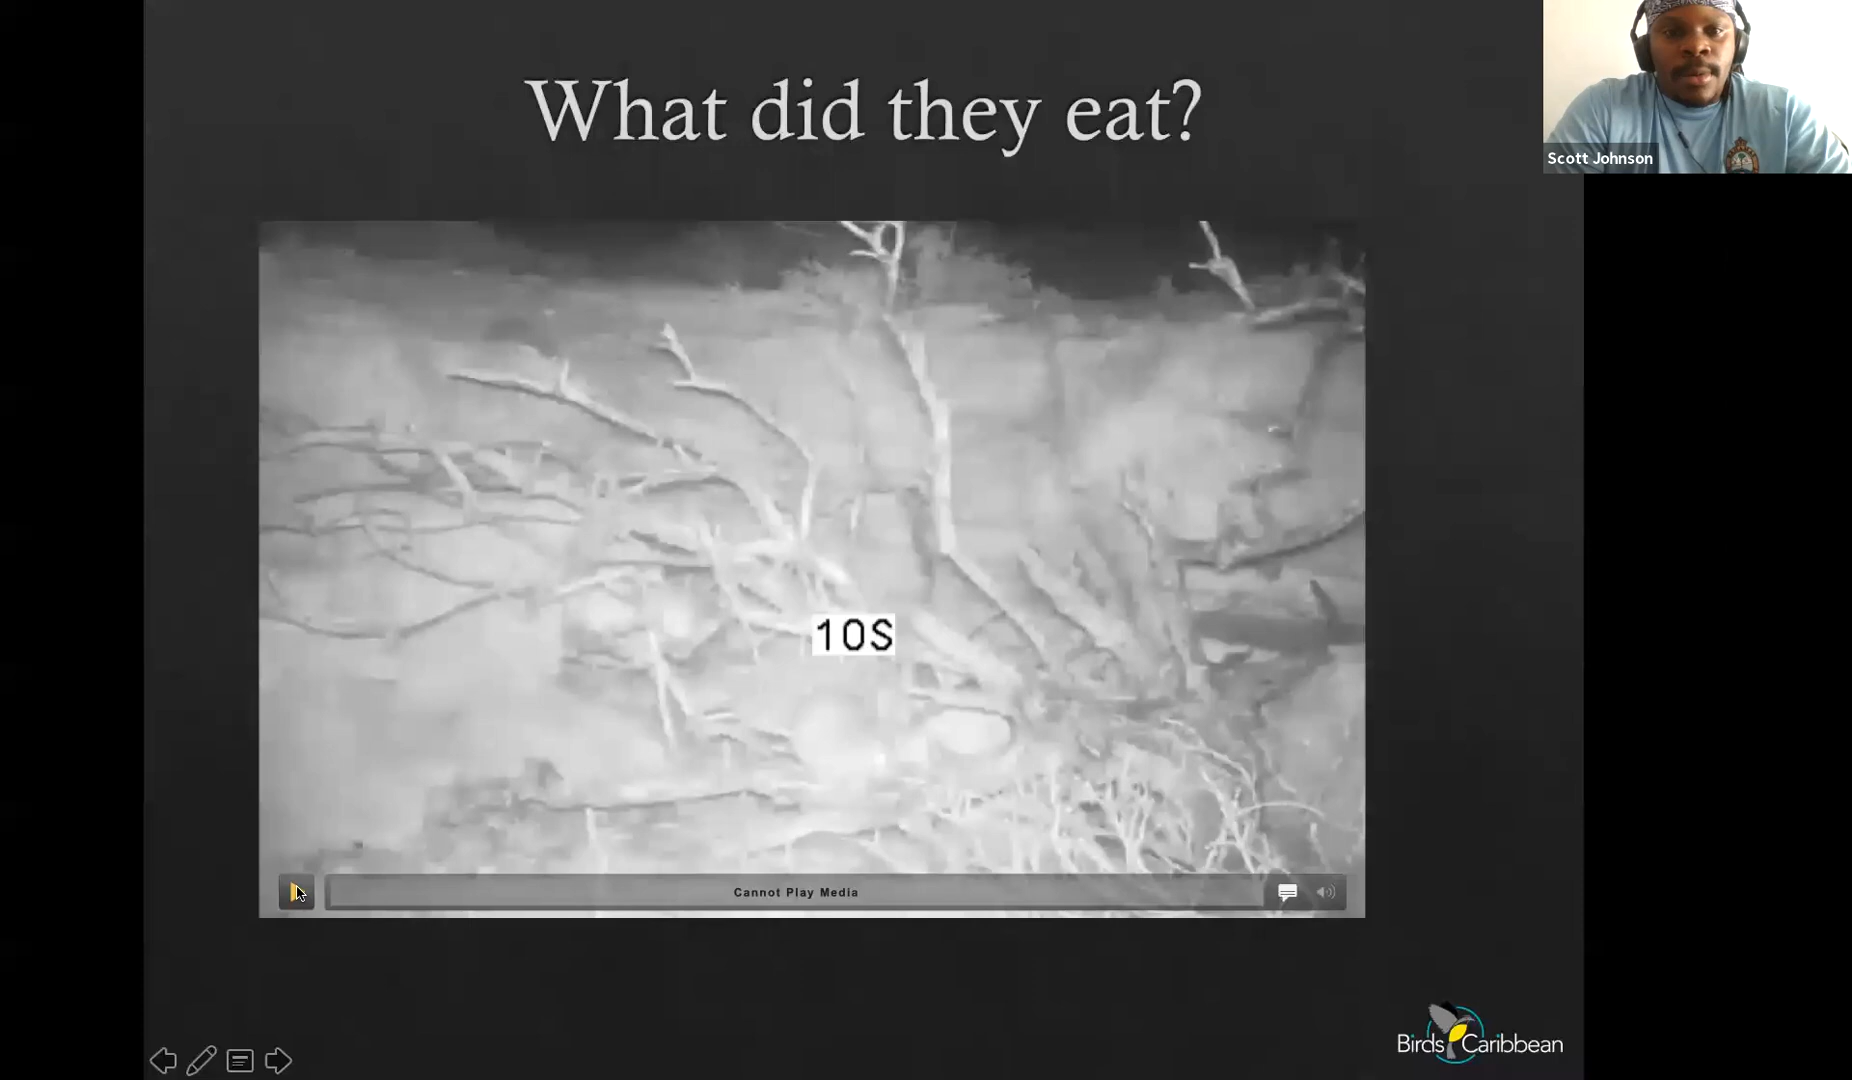 What did they eat?
Scott Johnson
10S
Cannot Play Media
BirdsCaribbean